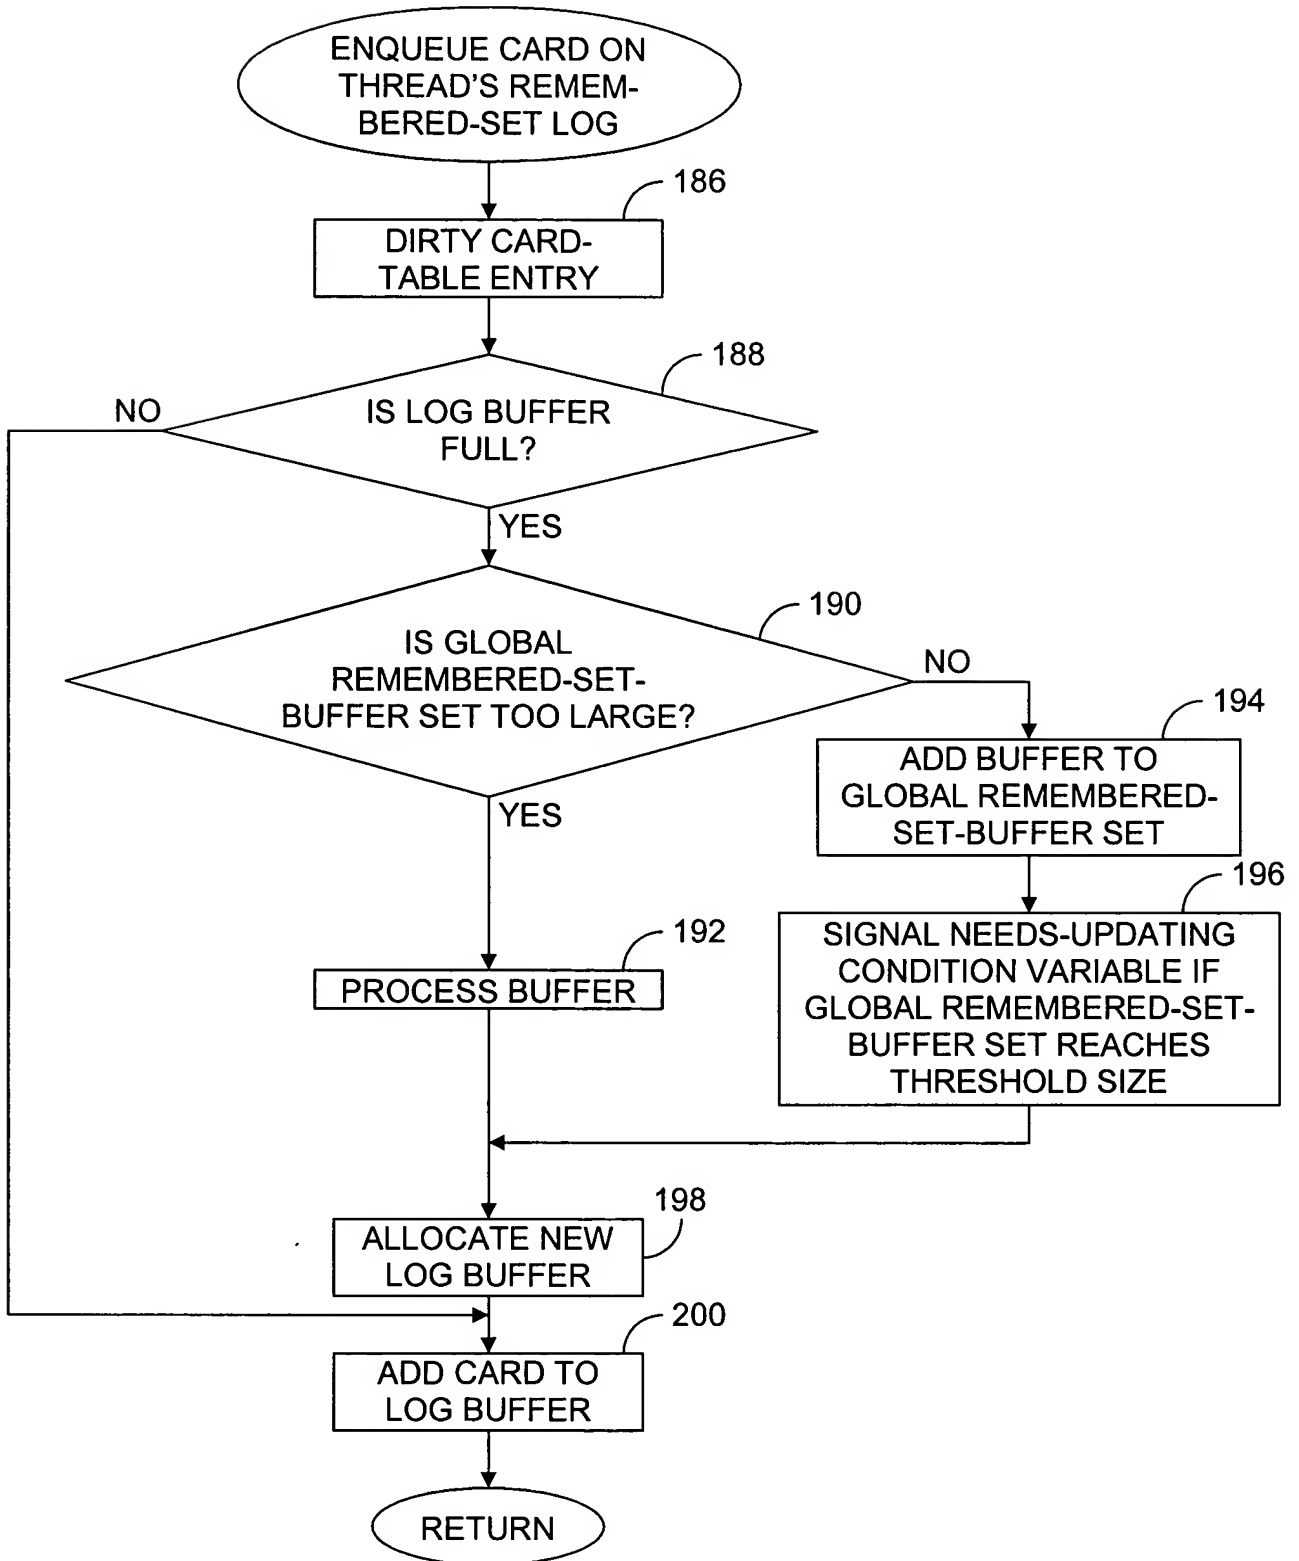 ENQUEUE CARD ON
THREAD'S REMEM-
BERED-SET LOG
186
DIRTY CARD-
TABLE ENTRY
188
NO
IS LOG BUFFER
FULL?
YES
190
IS GLOBAL
REMEMBERED-SET-
BUFFER SET TOO LARGE?
NO
194
ADD BUFFER TO
GLOBAL REMEMBERED-
SET-BUFFER SET
YES
196
SIGNAL NEEDS-UPDATING
CONDITION VARIABLE IF
GLOBAL REMEMBERED-SET-
BUFFER SET REACHES
THRESHOLD SIZE
192
PROCESS BUFFER
198
ALLOCATE NEW
LOG BUFFER
200
ADD CARD TO
LOG BUFFER
RETURN